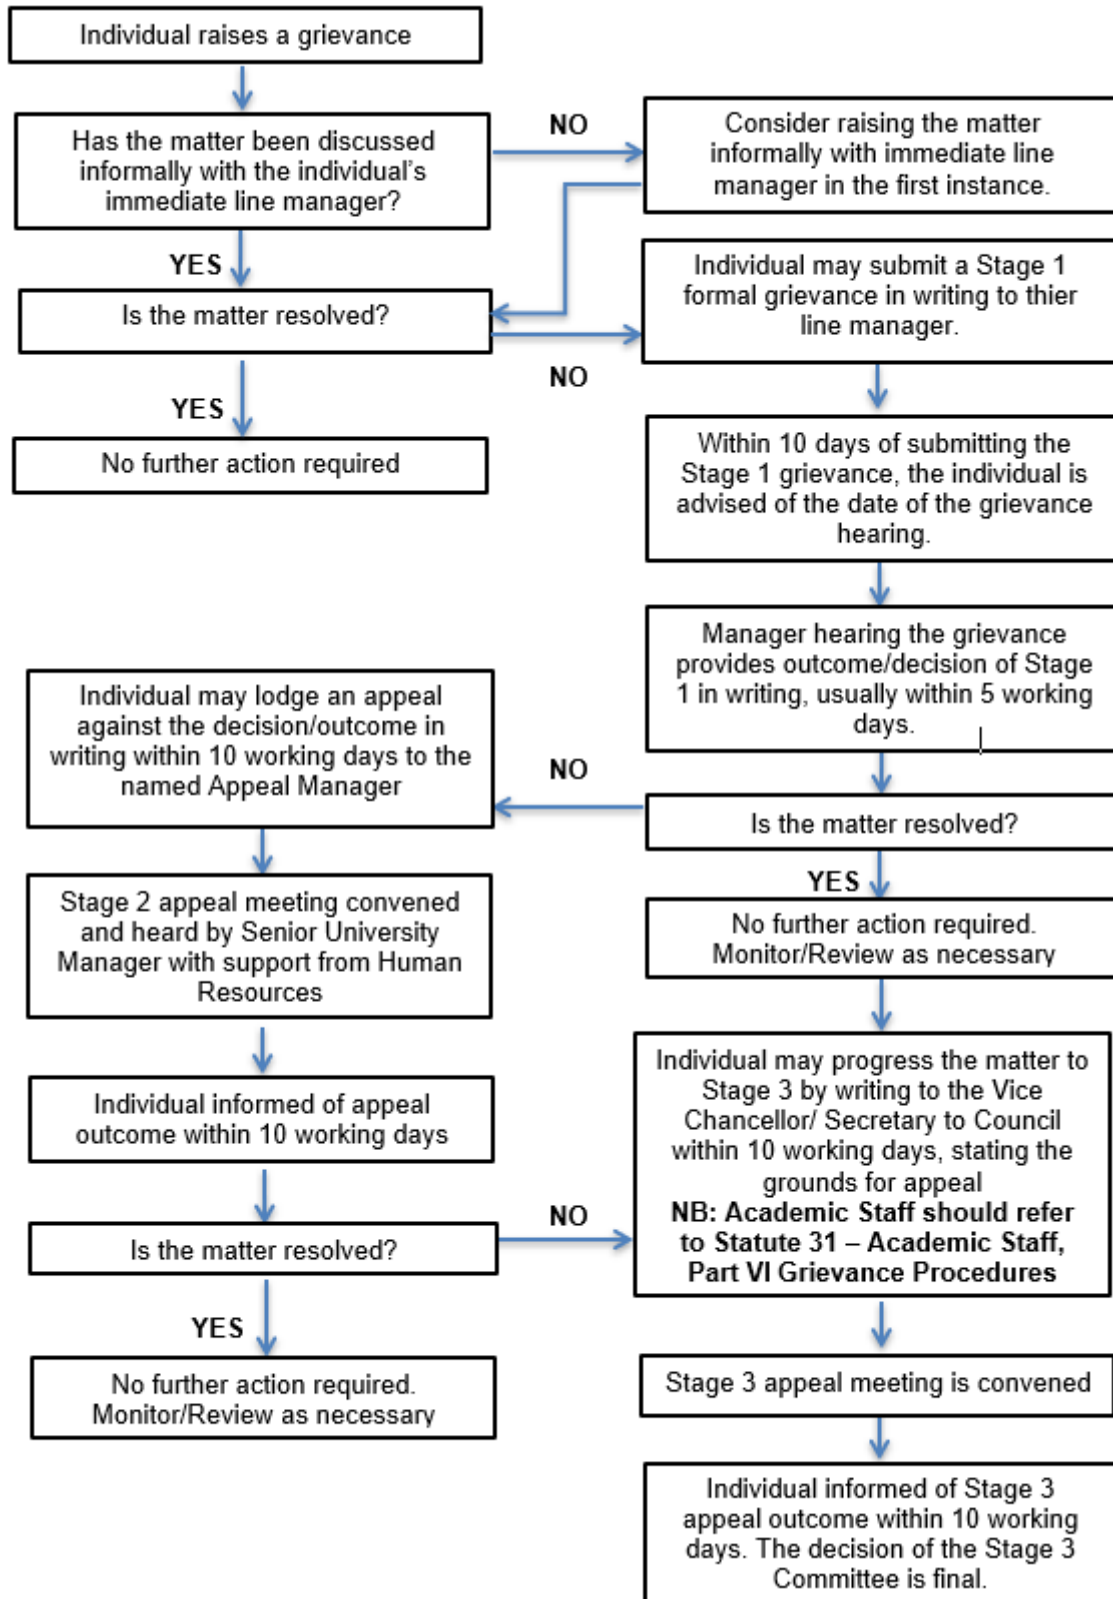 Individual raises a grievance
Has the matter been discussed
informally with the individual’s
immediate line manager?
NO
Consider raising the matter
informally with immediate line
manager in the first instance.
YES
Is the matter resolved?
NO
Individual may submit a Stage 1
formal grievance in writing to thier
line manager.
YES
No further action required
Within 10 days of submitting the
Stage 1 grievance, the individual is
advised of the date of the grievance
hearing.
Manager hearing the grievance
provides outcome/decision of Stage
1 in writing, usually within 5 working
days.
Is the matter resolved?
NO
YES
No further action required.
Monitor/Review as necessary
Individual may lodge an appeal
against the decision/outcome in
writing within 10 working days to the
named Appeal Manager
Stage 2 appeal meeting convened
and heard by Senior University
Manager with support from Human
Resources
Individual informed of appeal
outcome within 10 working days
Is the matter resolved?
NO
YES
No further action required.
Monitor/Review as necessary
Individual may progress the matter to
Stage 3 by writing to the Vice
Chancellor/ Secretary to Council
within 10 working days, stating the
grounds for appeal
NB: Academic Staff should refer
to Statute 31 – Academic Staff,
Part VI Grievance Procedures
Stage 3 appeal meeting is convened
Individual informed of Stage 3
appeal outcome within 10 working
days. The decision of the Stage 3
Committee is final.